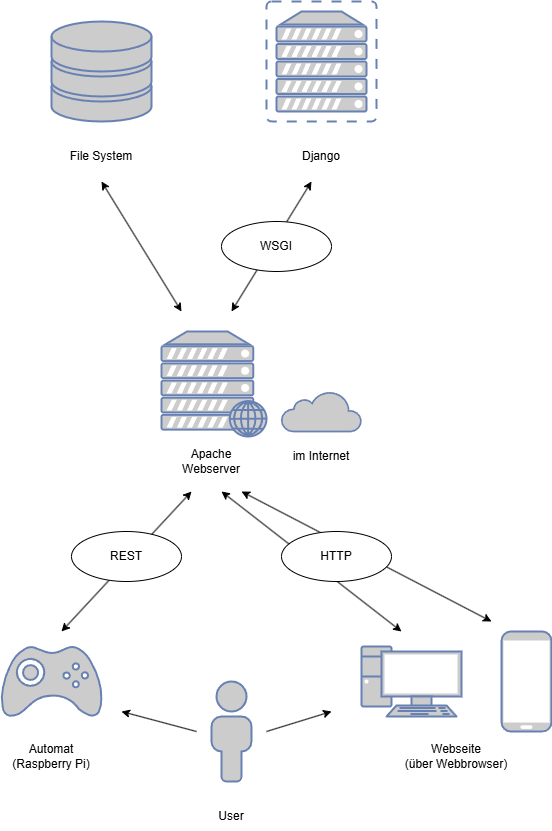 File System
Django
WSGI
Apache
Webserver
im Internet
REST
HTTP
Automat
(Raspberry Pi)
Webseite
(über Webbrowser)
User